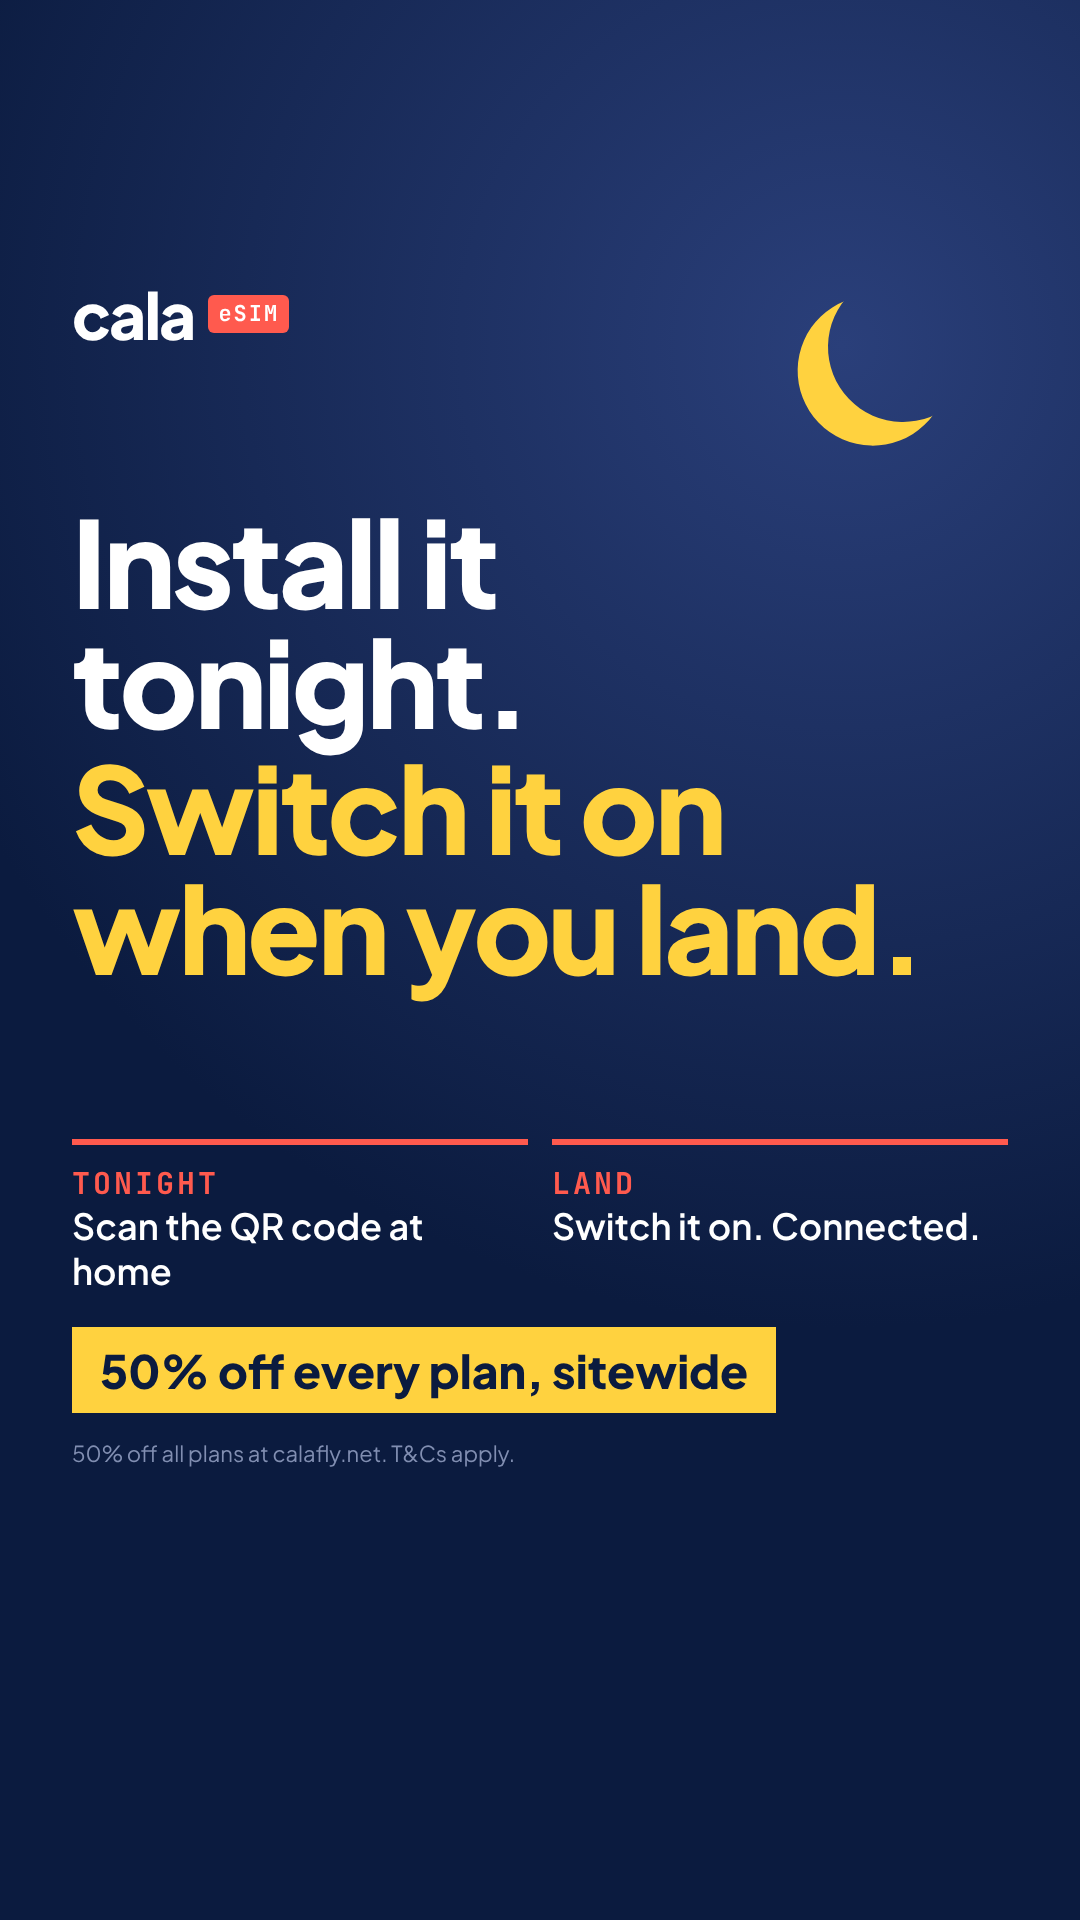 cala eSIM
Install it
tonight.
Switch it on
when you land.
TONIGHT
Scan the QR code at
home
LAND
Switch it on. Connected.
50% off every plan, sitewide
50% off all plans at calafly.net. T&Cs apply.